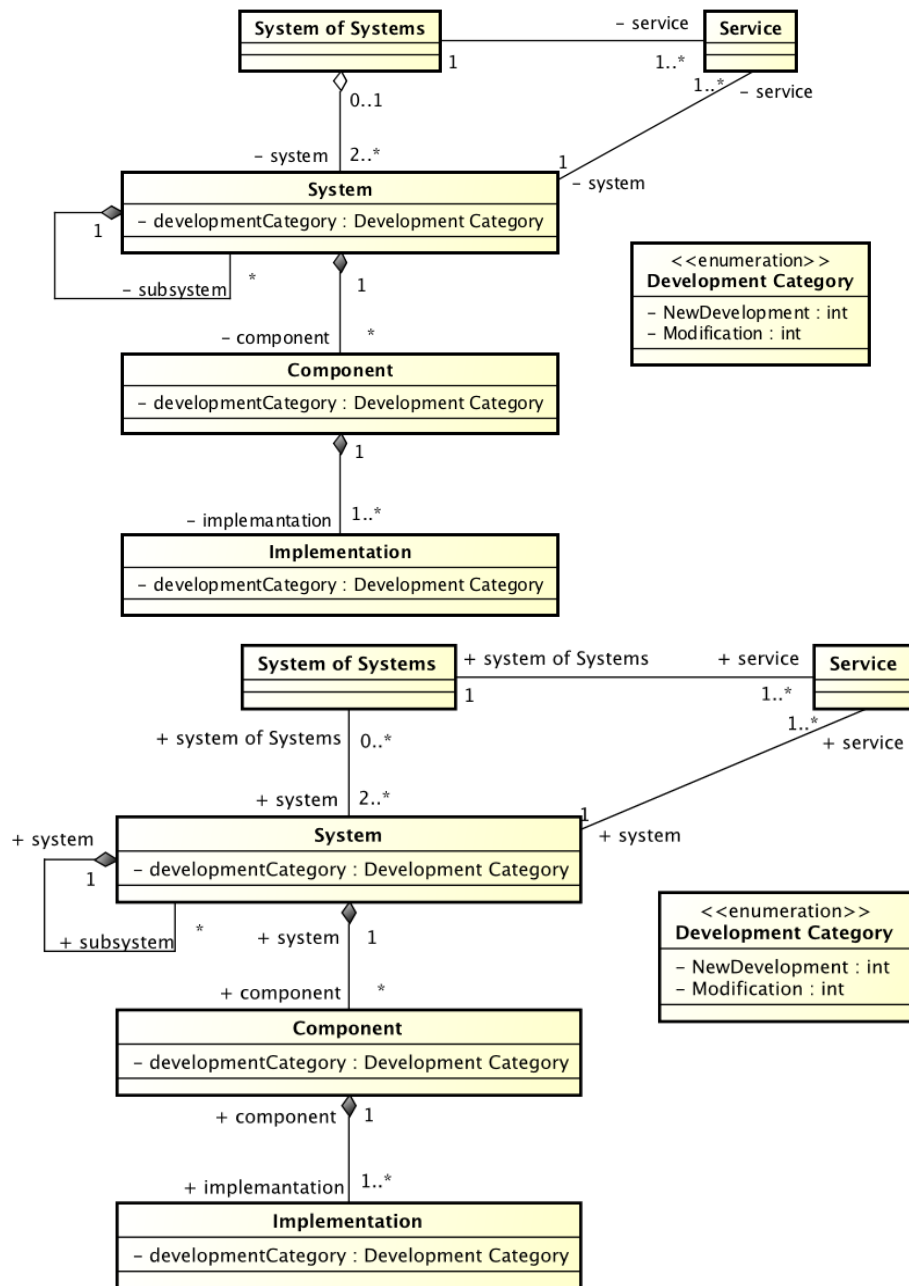 System of Systems
– service
Service
1
1..*
1..*
– service
0..1
– system
2..*
1
– system
System
– developmentCategory : Development Category
1
– subsystem
*
1
<<enumeration>>
Development Category
– NewDevelopment : int
– Modification : int
– component
*
Component
– developmentCategory : Development Category
1
– implemantation
1..*
Implementation
– developmentCategory : Development Category
System of Systems
+ system of Systems
+ service
Service
1
1..*
1..*
+ service
+ system of Systems
0..*
+ system
2..*
1
+ system
+ system
System
– developmentCategory : Development Category
1
+ subsystem
*
+ system
1
<<enumeration>>
Development Category
– NewDevelopment : int
– Modification : int
+ component
*
Component
– developmentCategory : Development Category
+ component
1
+ implemantation
1..*
Implementation
– developmentCategory : Development Category